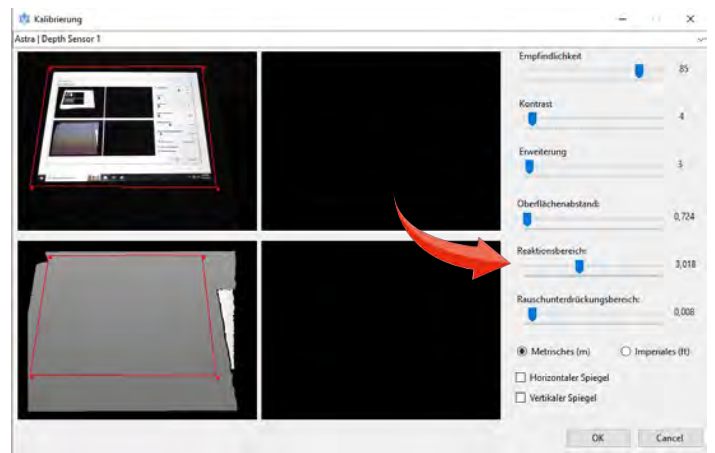 Kalibrierung
Astra | Depth Sensor 1
Empfindlichkeit
85
Kontrast
4
Erweiterung
3
Oberflächenabstand:
0,724
Reaktionsbereich:
3,018
Rauschunterdrückungsbereich:
0,008
Metrisches (m)
Imperiales (ft)
Horizontaler Spiegel
Vertikaler Spiegel
OK
Cancel